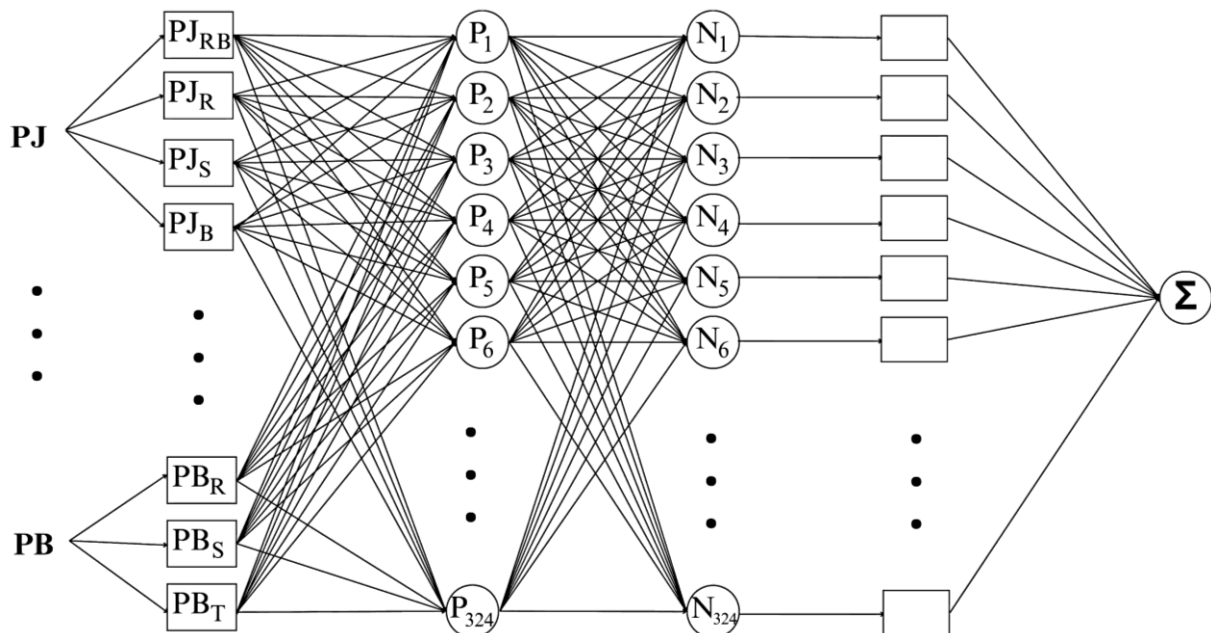 PJ
PJ_RB
PJ_R
PJ_S
PJ_B
PB
PB_R
PB_S
PB_T
P_1
P_2
P_3
P_4
P_5
P_6
P_324
N_1
N_2
N_3
N_4
N_5
N_6
N_324
Σ